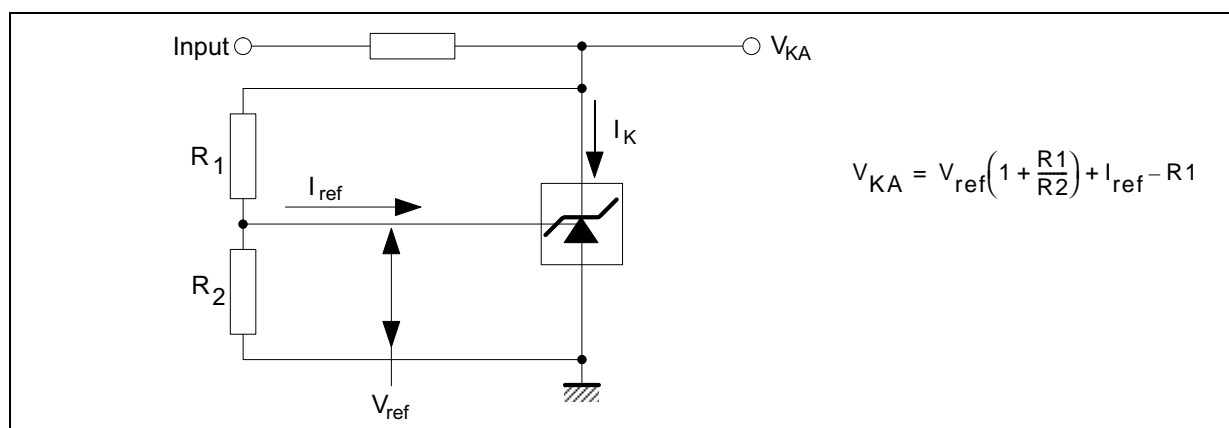 Input
V_KA
I_K
R_1
I_ref
R_2
V_ref
V_KA = V_ref(1 + R1/R2) + I_ref – R1